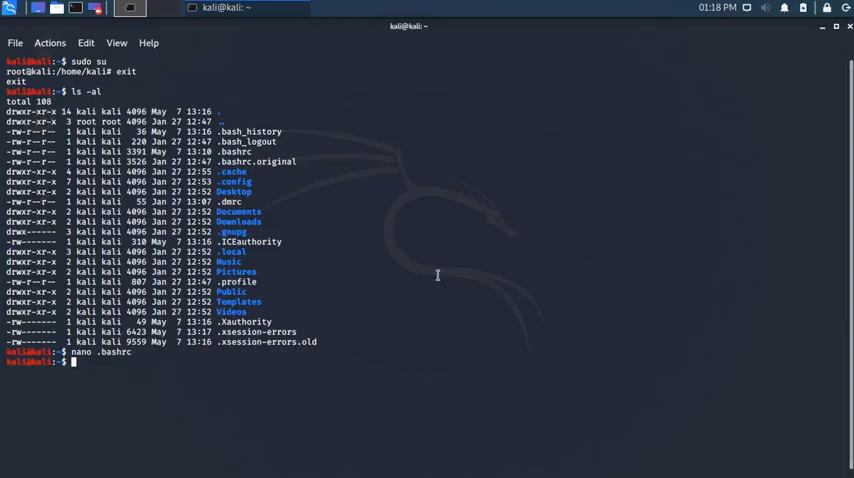 kali@kali: ~
01:18 PM
kali@kali: ~
File Actions Edit View Help
kali@kali:~$ sudo su
root@kali:/home/kali# exit
exit
kali@kali:~$ ls -al
total 108
drwxr-xr-x 14 kali kali 4096 May  7 13:16 .
drwxr-xr-x  3 root root 4096 Jan 27 12:47 ..
-rw-r--r--  1 kali kali   36 May  7 13:16 .bash_history
-rw-r--r--  1 kali kali  220 Jan 27 12:47 .bash_logout
-rw-r--r--  1 kali kali 3391 May  7 13:10 .bashrc
-rw-r--r--  1 kali kali 3526 Jan 27 12:47 .bashrc.original
drwxr-xr-x  4 kali kali 4096 Jan 27 12:55 .cache
drwxr-xr-x  7 kali kali 4096 Jan 27 12:53 .config
drwxr-xr-x  2 kali kali 4096 Jan 27 12:52 Desktop
-rw-r--r--  1 kali kali   55 Jan 27 13:07 .dmrc
drwxr-xr-x  2 kali kali 4096 Jan 27 12:52 Documents
drwxr-xr-x  2 kali kali 4096 Jan 27 12:52 Downloads
drwx------  3 kali kali 4096 Jan 27 12:52 .gnupg
-rw-------  1 kali kali  310 May  7 13:16 .ICEauthority
drwxr-xr-x  3 kali kali 4096 Jan 27 12:52 .local
drwxr-xr-x  2 kali kali 4096 Jan 27 12:52 Music
drwxr-xr-x  2 kali kali 4096 Jan 27 12:52 Pictures
-rw-r--r--  1 kali kali  807 Jan 27 12:47 .profile
drwxr-xr-x  2 kali kali 4096 Jan 27 12:52 Public
drwxr-xr-x  2 kali kali 4096 Jan 27 12:52 Templates
drwxr-xr-x  2 kali kali 4096 Jan 27 12:52 Videos
-rw-------  1 kali kali   49 May  7 13:16 .Xauthority
-rw-------  1 kali kali 6423 May  7 13:17 .xsession-errors
-rw-------  1 kali kali 9559 May  7 13:16 .xsession-errors.old
kali@kali:~$ nano .bashrc
kali@kali:~$